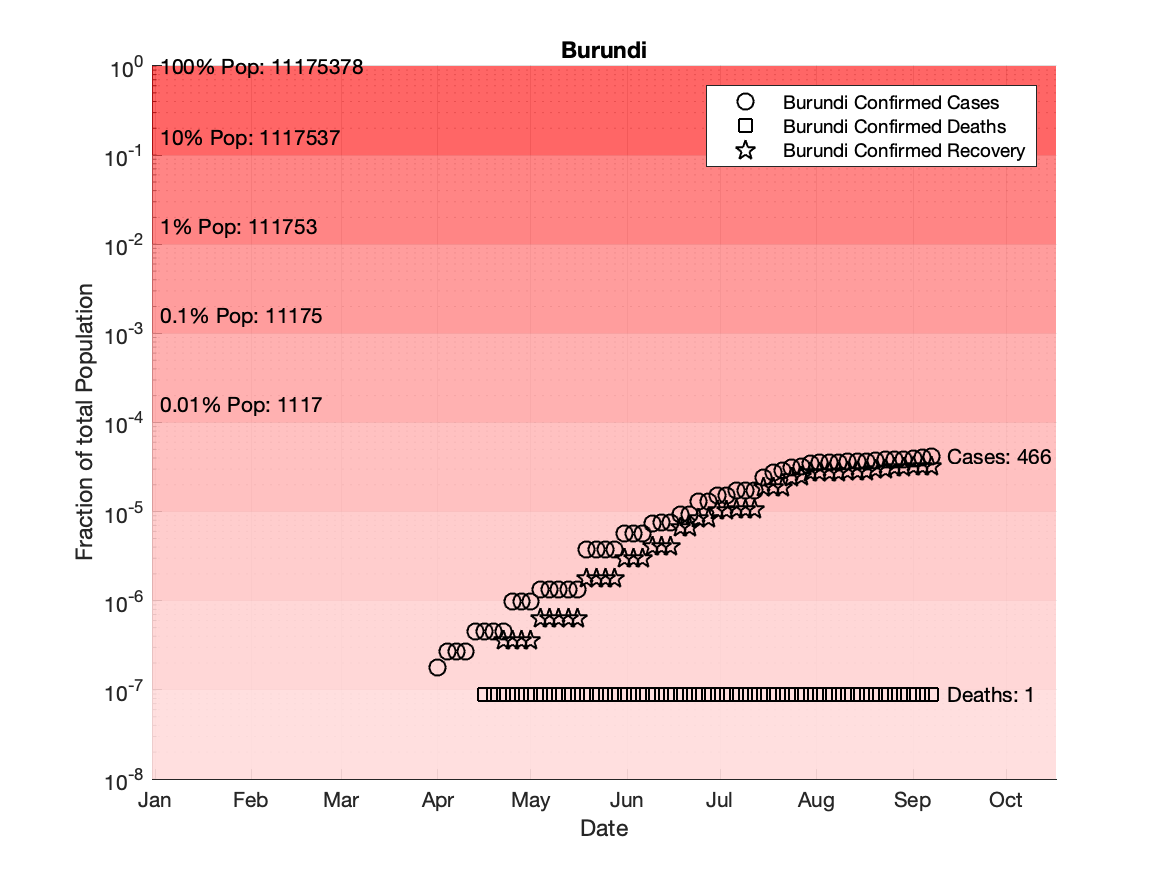 Burundi
10^0
100% Pop: 11175378
Burundi Confirmed Cases
Burundi Confirmed Deaths
Burundi Confirmed Recovery
10% Pop: 1117537
10^-1
1% Pop: 111753
10^-2
0.1% Pop: 11175
10^-3
0.01% Pop: 1117
10^-4
Cases: 466
10^-5
10^-6
10^-7
Deaths: 1
10^-8
Fraction of total Population
Jan Feb Mar Apr May Jun Jul Aug Sep Oct
Date